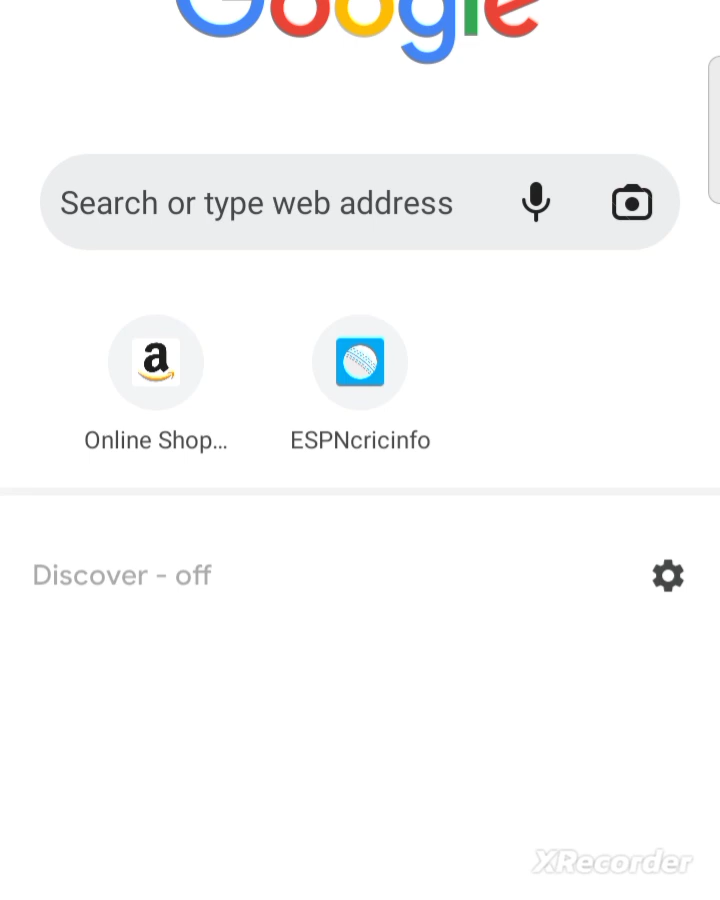 Google
Search or type web address
a
Online Shop...
ESPNcricinfo
Discover - off
XRecorder